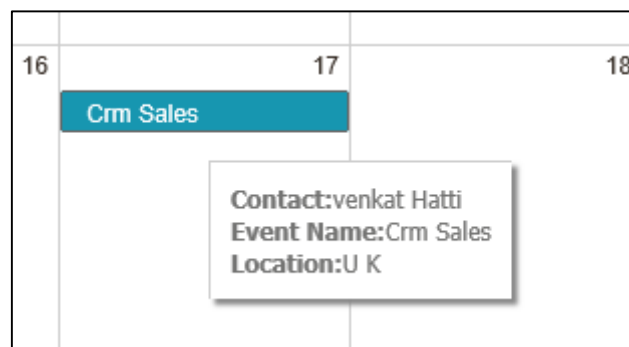 16
17
18
Crm Sales
Contact:venkat Hatti
Event Name:Crm Sales
Location:U K